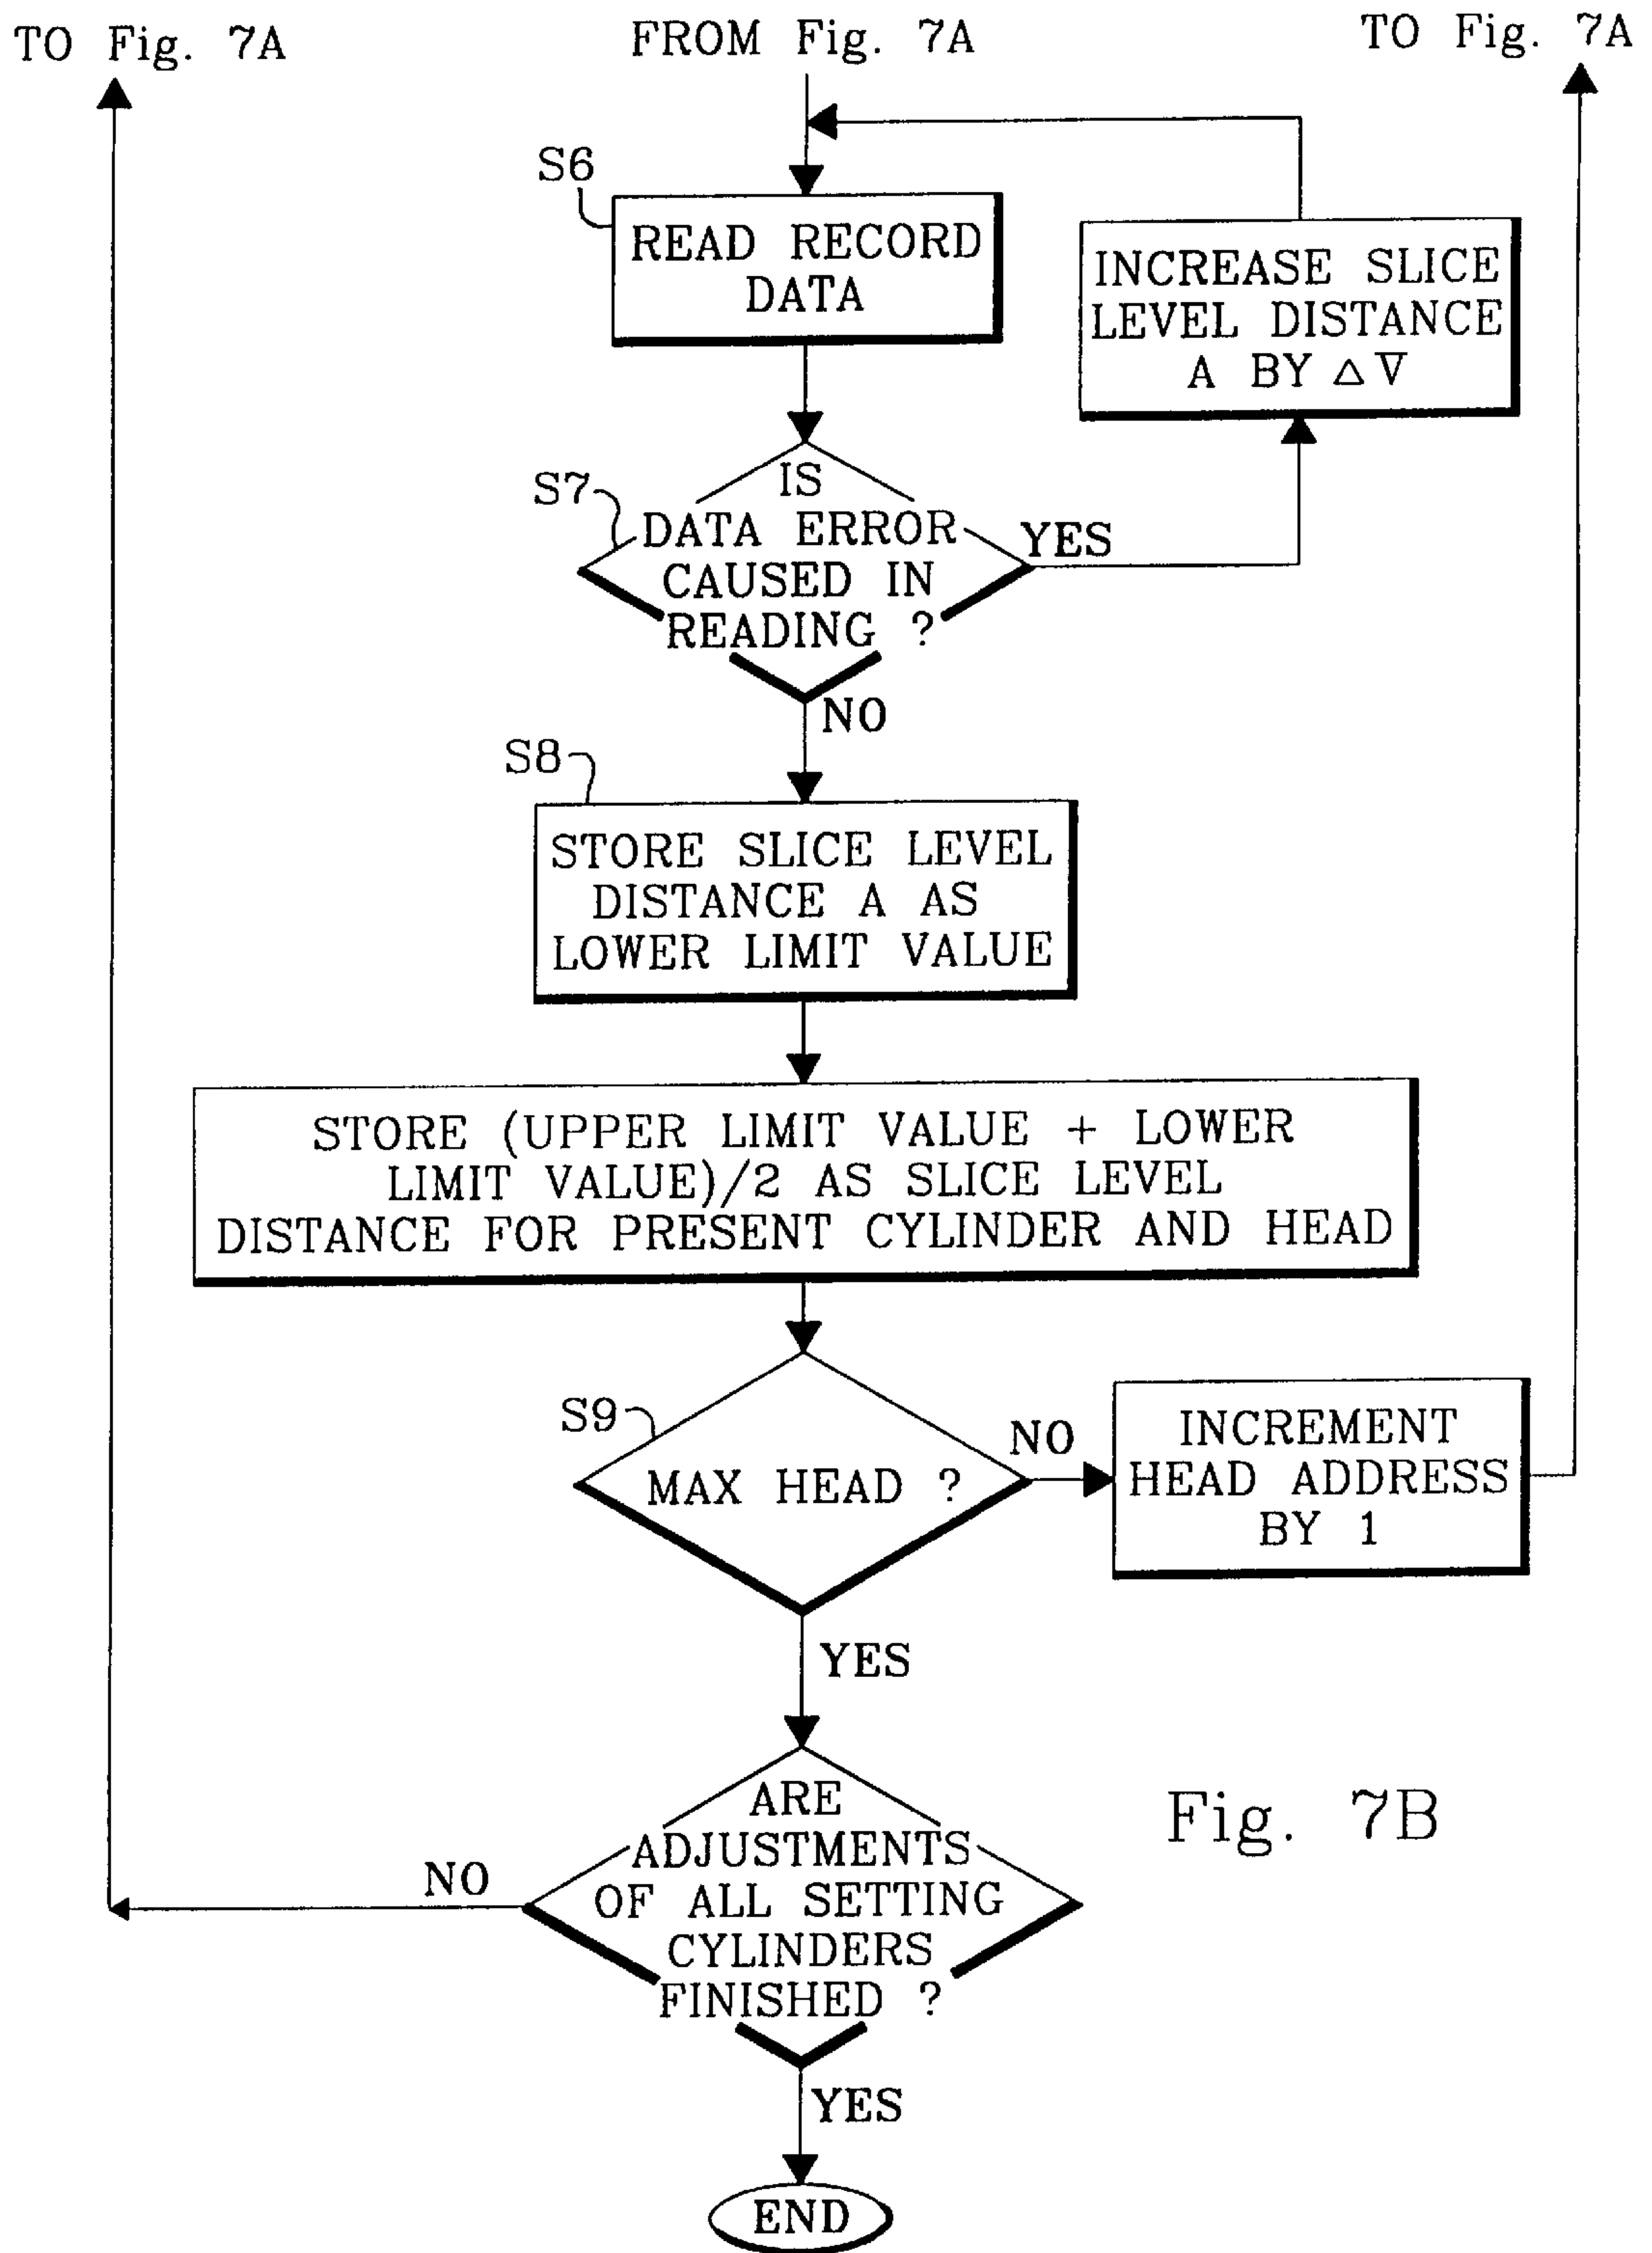 TO Fig. 7A
FROM Fig. 7A
TO Fig. 7A
S6
READ RECORD
DATA
INCREASE SLICE
LEVEL DISTANCE
A BY △V
S7
IS
DATA ERROR
CAUSED IN
READING ?
YES
NO
S8
STORE SLICE LEVEL
DISTANCE A AS
LOWER LIMIT VALUE
STORE (UPPER LIMIT VALUE + LOWER
LIMIT VALUE)/2 AS SLICE LEVEL
DISTANCE FOR PRESENT CYLINDER AND HEAD
S9
MAX HEAD ?
NO
INCREMENT
HEAD ADDRESS
BY 1
YES
ARE
ADJUSTMENTS
OF ALL SETTING
CYLINDERS
FINISHED ?
NO
Fig. 7B
YES
END